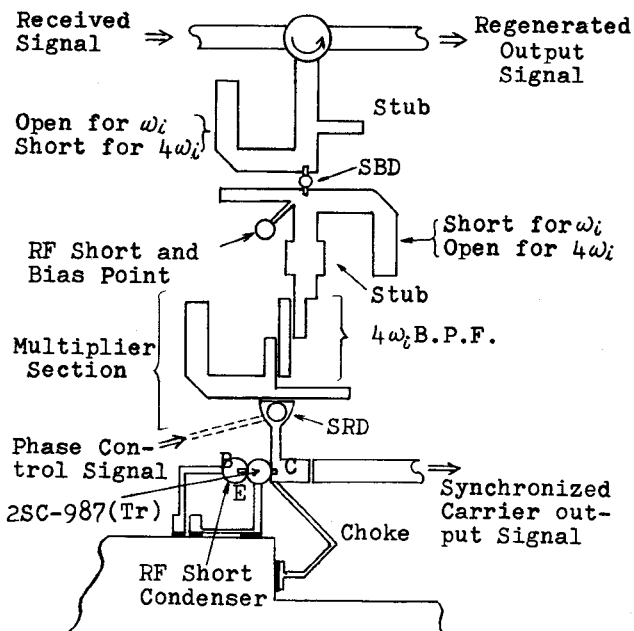 Received
Signal
Regenerated
Output
Signal
Stub
Open for ωi
Short for 4ωi
SBD
RF Short and
Bias Point
Short for ωi
Open for 4ωi
Stub
Multiplier
Section
4ωi B.P.F.
SRD
Phase Con-
trol Signal
B
C
E
2SC-987(Tr)
Synchronized
Carrier out-
put Signal
Choke
RF Short
Condenser